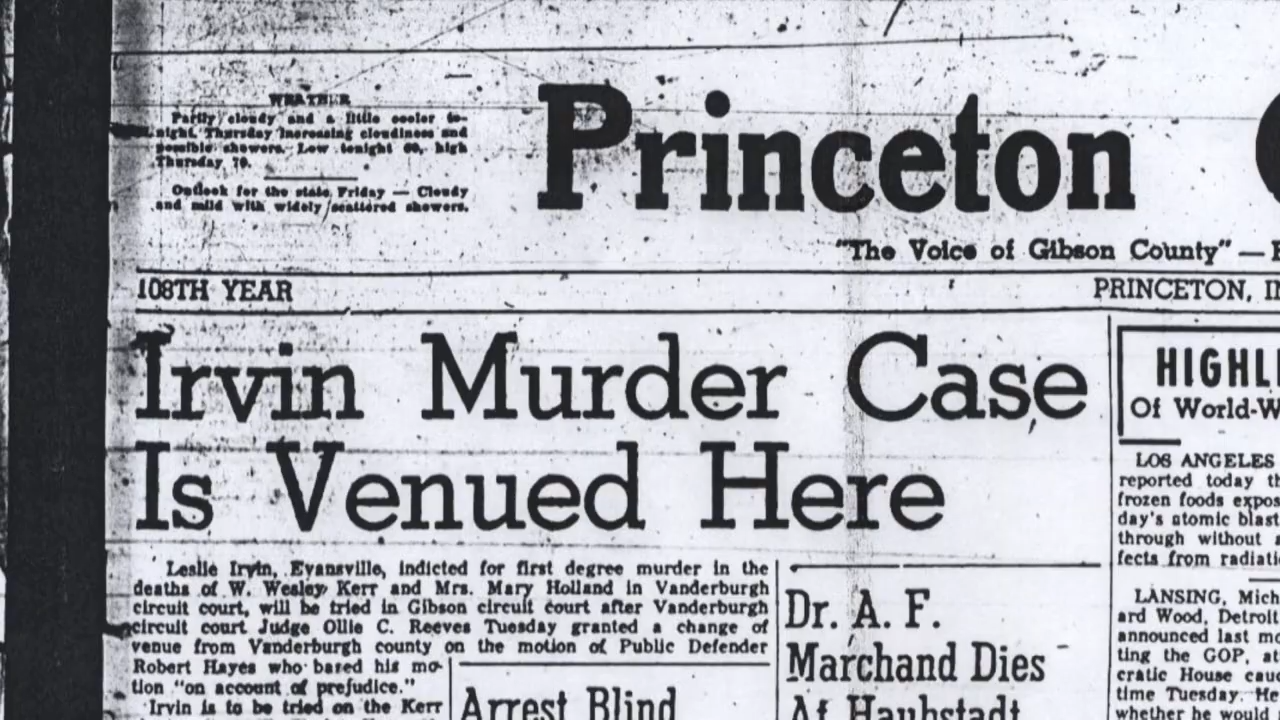 WEATHER
Partly cloudy and a little cooler to-
night. Thursday increasing cloudiness and
possible showers. Low tonight 60, high
Thursday 70.
Outlook for the state Friday — Cloudy
and mild with widely scattered showers.
Princeton
"The Voice of Gibson County" —
108TH YEAR
PRINCETON, IN
Irvin Murder Case
Is Venued Here
Leslie Irvin, Evansville, indicted for first degree murder in the
deaths of W. Wesley Kerr and Mrs. Mary Holland in Vanderburgh
circuit court, will be tried in Gibson circuit court after Vanderburgh
circuit court Judge Ollie C. Reeves Tuesday granted a change of
venue from Vanderburgh county on the motion of Public Defender
Robert Hayes who based his mo-
tion "on account of prejudice."
Irvin is to be tried on the Kerr
Arrest Blind
Dr. A. F.
Marchand Dies
At Haubstadt
HIGHL
Of World-W
LOS ANGELES
reported today th
frozen foods expos
day's atomic blast
through without a
fects from radiati
LANSING, Mich
ard Wood, Detroit
announced last mo
ting the GOP, at
cratic House cauc
time Tuesday. He
whether he would